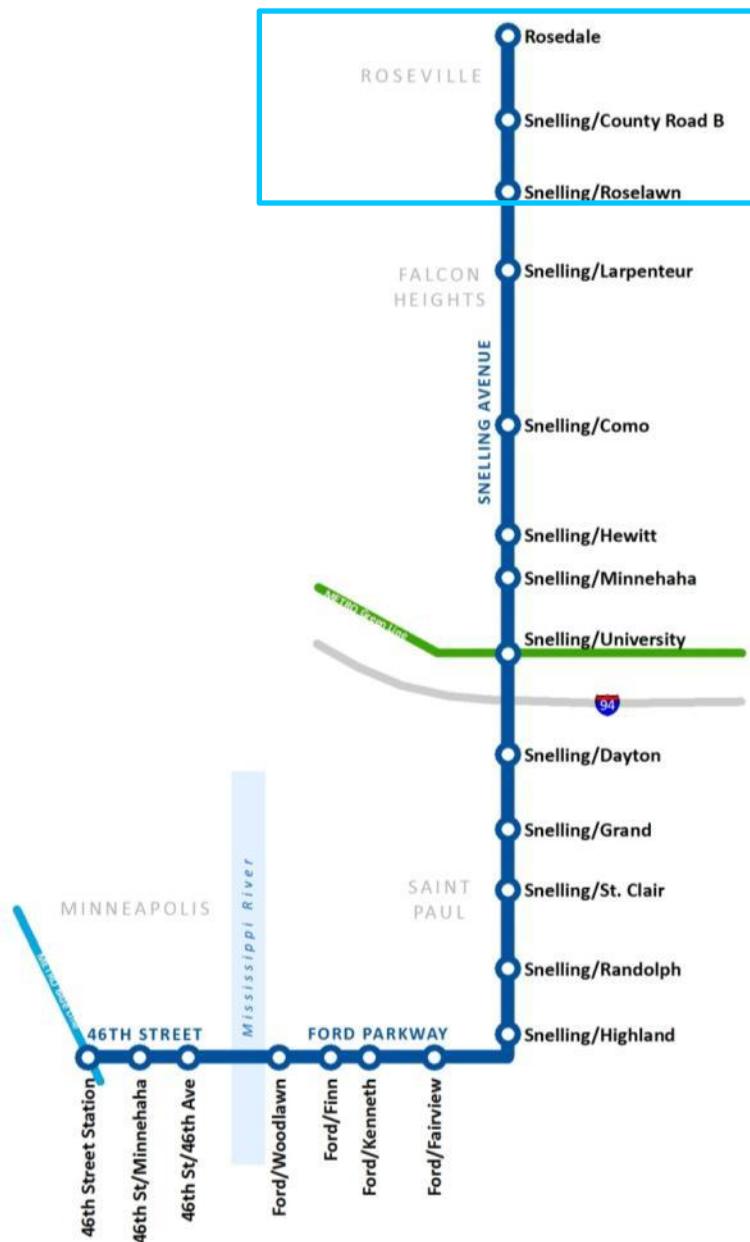 Rosedale
ROSEVILLE
Snelling/County Road B
Snelling/Roselawn
FALCON
HEIGHTS
Snelling/Larpenteur
SNELLING AVENUE
Snelling/Como
Snelling/Hewitt
Snelling/Minnehaha
METRO Green Line
Snelling/University
94
Snelling/Dayton
Snelling/Grand
Mississippi River
SAINT
PAUL
Snelling/St. Clair
MINNEAPOLIS
METRO Line
Snelling/Randolph
46TH STREET
FORD PARKWAY
Snelling/Highland
46th Street Station
46th St/Minnehaha
46th St/46th Ave
Ford/Woodlawn
Ford/Finn
Ford/Kenneth
Ford/Fairview